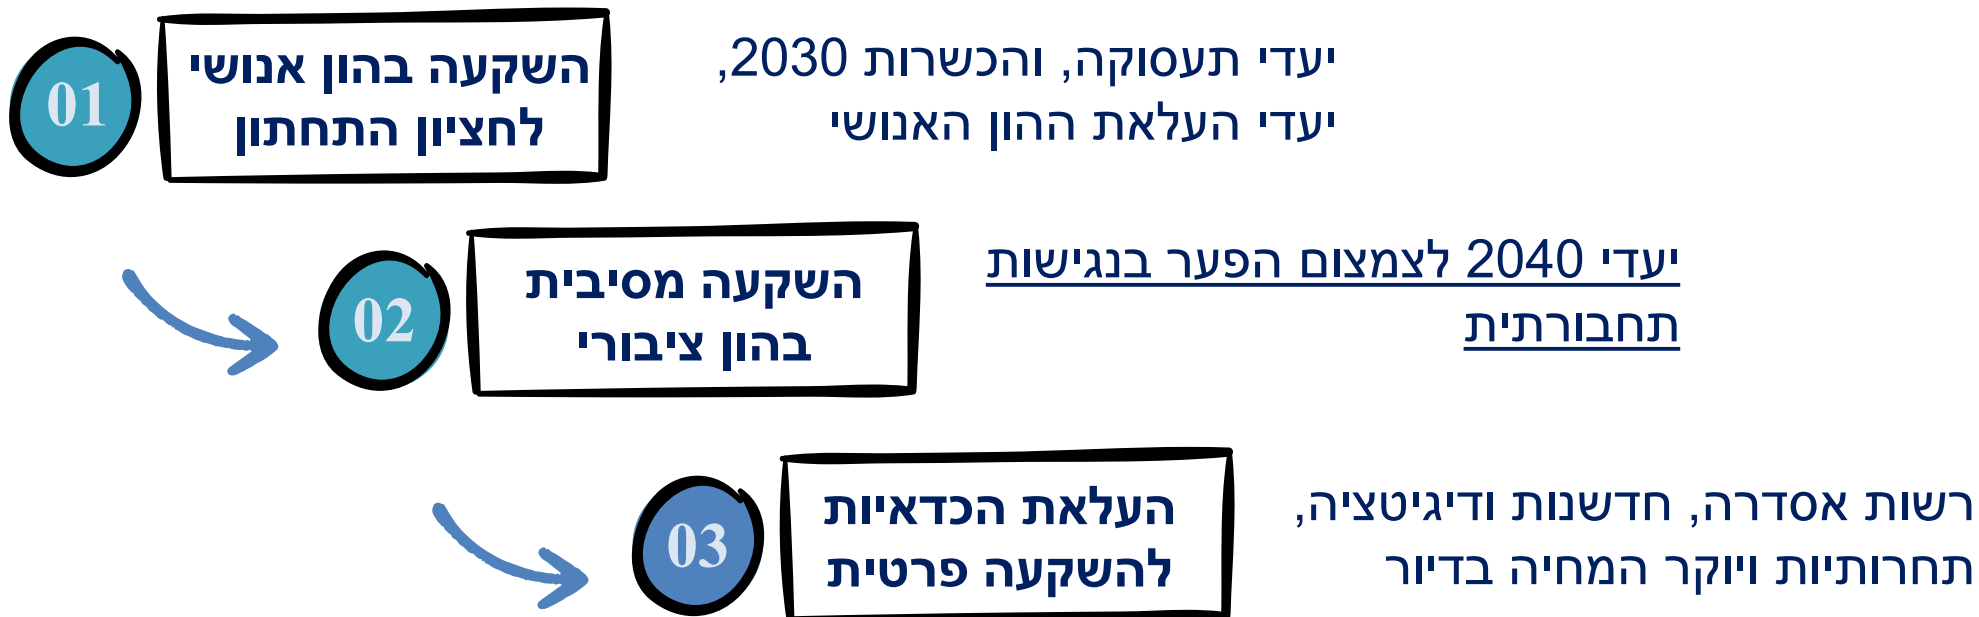 01
השקעה בהון אנושי
לחציון התחתון
יעדי תעסוקה, והכשרות 2030,
יעדי העלאת ההון האנושי
02
השקעה מסיבית
בהון ציבורי
יעדי 2040 לצמצום הפער בנגישות
תחבורתית
03
העלאת הכדאיות
להשקעה פרטית
רשות אסדרה, חדשנות ודיגיטציה,
תחרותיות ויוקר המחיה בדיור